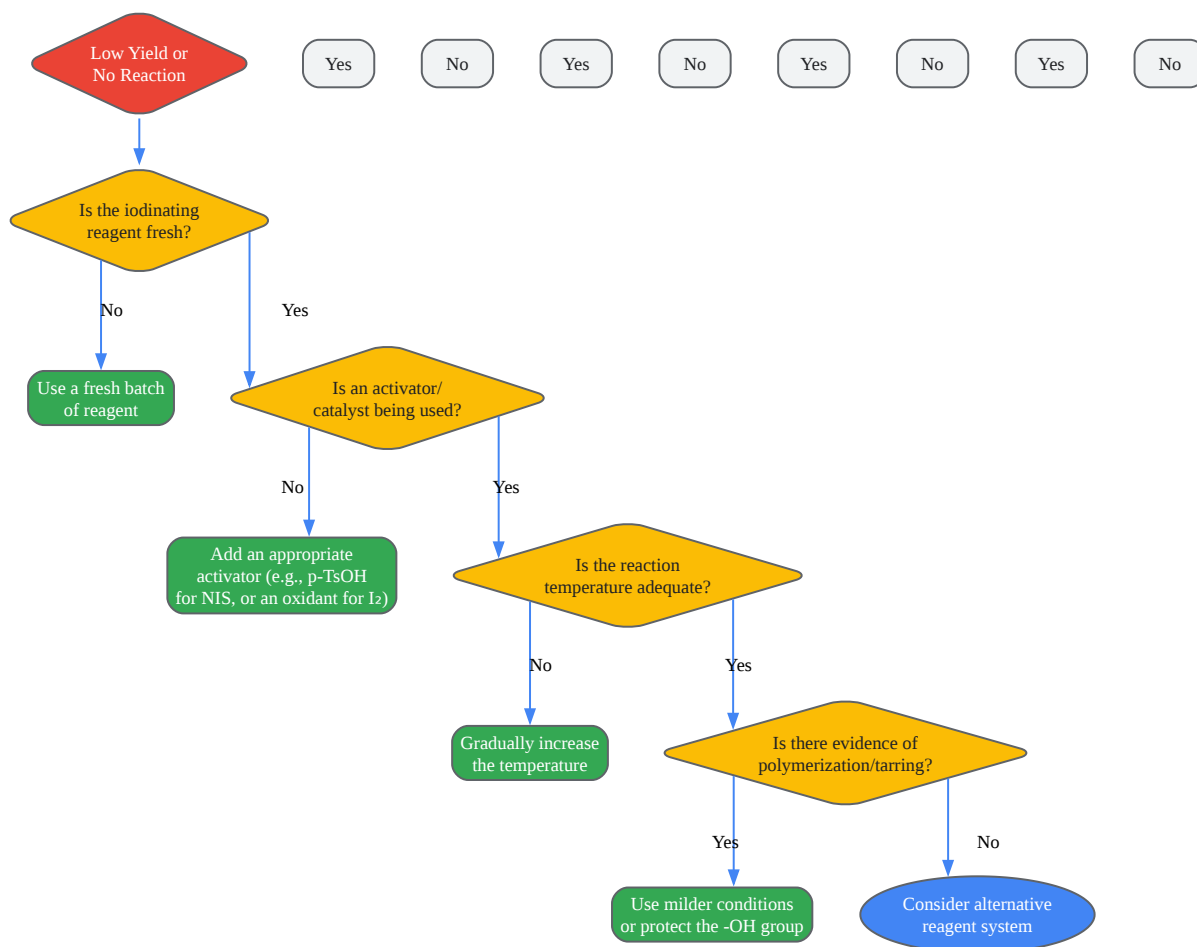 Low Yield or
No Reaction
Yes
No
Yes
No
Yes
No
Yes
No
Is the iodinating
reagent fresh?
No
Yes
Use a fresh batch
of reagent
Is an activator/
catalyst being used?
No
Yes
Add an appropriate
activator (e.g., p-TsOH
for NIS, or an oxidant for I₂)
Is the reaction
temperature adequate?
No
Yes
Gradually increase
the temperature
Is there evidence of
polymerization/tarring?
Yes
No
Use milder conditions
or protect the -OH group
Consider alternative
reagent system